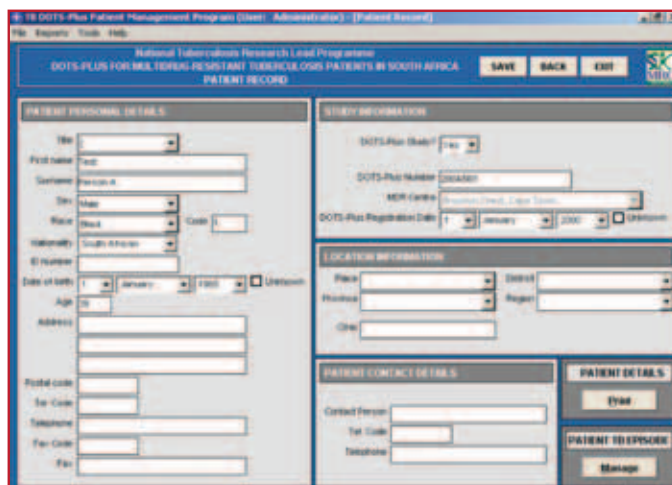 TB DOTS-Plus Patient Management Program (User: Administrator) - [Patient Record]
File Reports Tools Help
National Tuberculosis Research Lead Programme
DOTS-PLUS FOR MULTIDRUG-RESISTANT TUBERCULOSIS PATIENTS IN SOUTH AFRICA
PATIENT RECORD
SAVE BACK EXIT
MRC
PATIENT PERSONAL DETAILS
Title
First name Test
Surname Person A
Sex Male
Race Black Code
Nationality South African
ID number
Date of birth 1 January Unknown
Age
Address
Postal code
Tel Code
Telephone
Fax Code
Fax
STUDY INFORMATION
DOTS-Plus Study? Yes
DOTS-Plus Number
MDR Centre
DOTS-Plus Registration Date 1 January 2000 Unknown
LOCATION INFORMATION
Place District
Province Region
Clinic
PATIENT CONTACT DETAILS
Contact Person
Tel Code
Telephone
PATIENT DETAILS
Print
PATIENT TO EPISODE
Manage